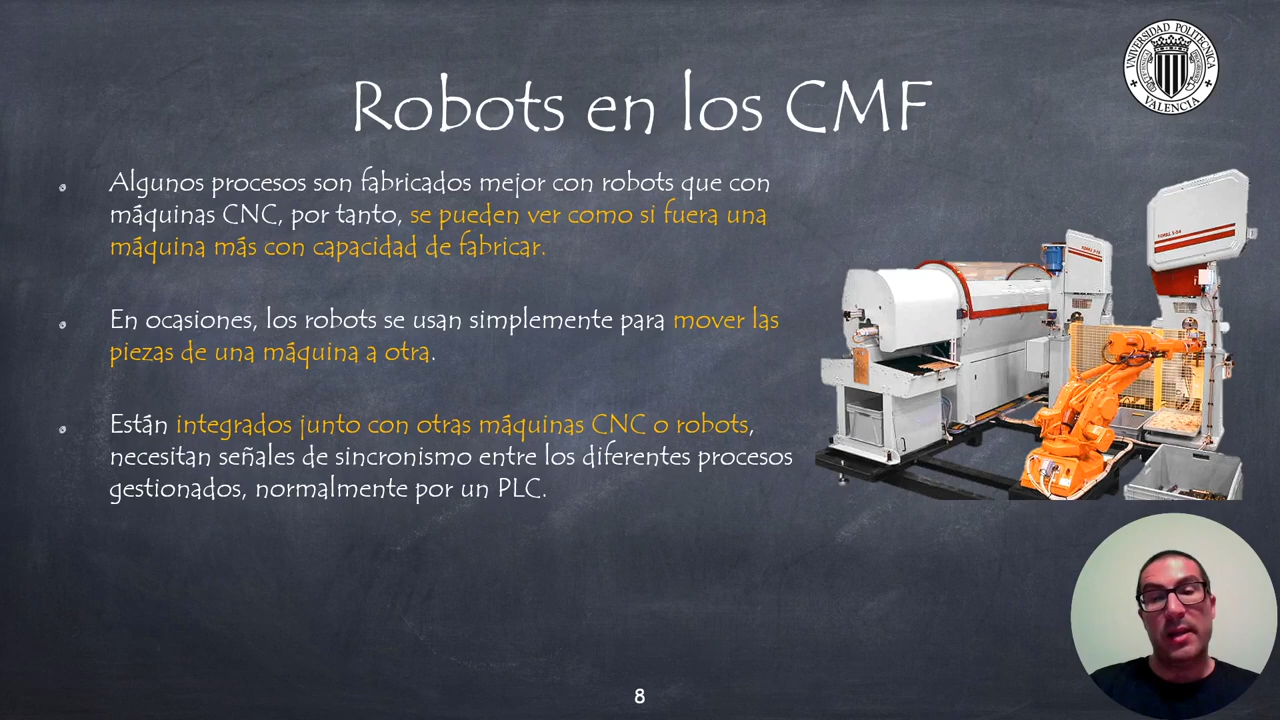 UNIVERSIDAD POLITECNICA
VALENCIA
Robots en los CMF
Algunos procesos son fabricados mejor con robots que con
máquinas CNC, por tanto, se pueden ver como si fuera una
máquina más con capacidad de fabricar.
En ocasiones, los robots se usan simplemente para mover las
piezas de una máquina a otra.
Están integrados junto con otras máquinas CNC o robots,
necesitan señales de sincronismo entre los diferentes procesos
gestionados, normalmente por un PLC.
8